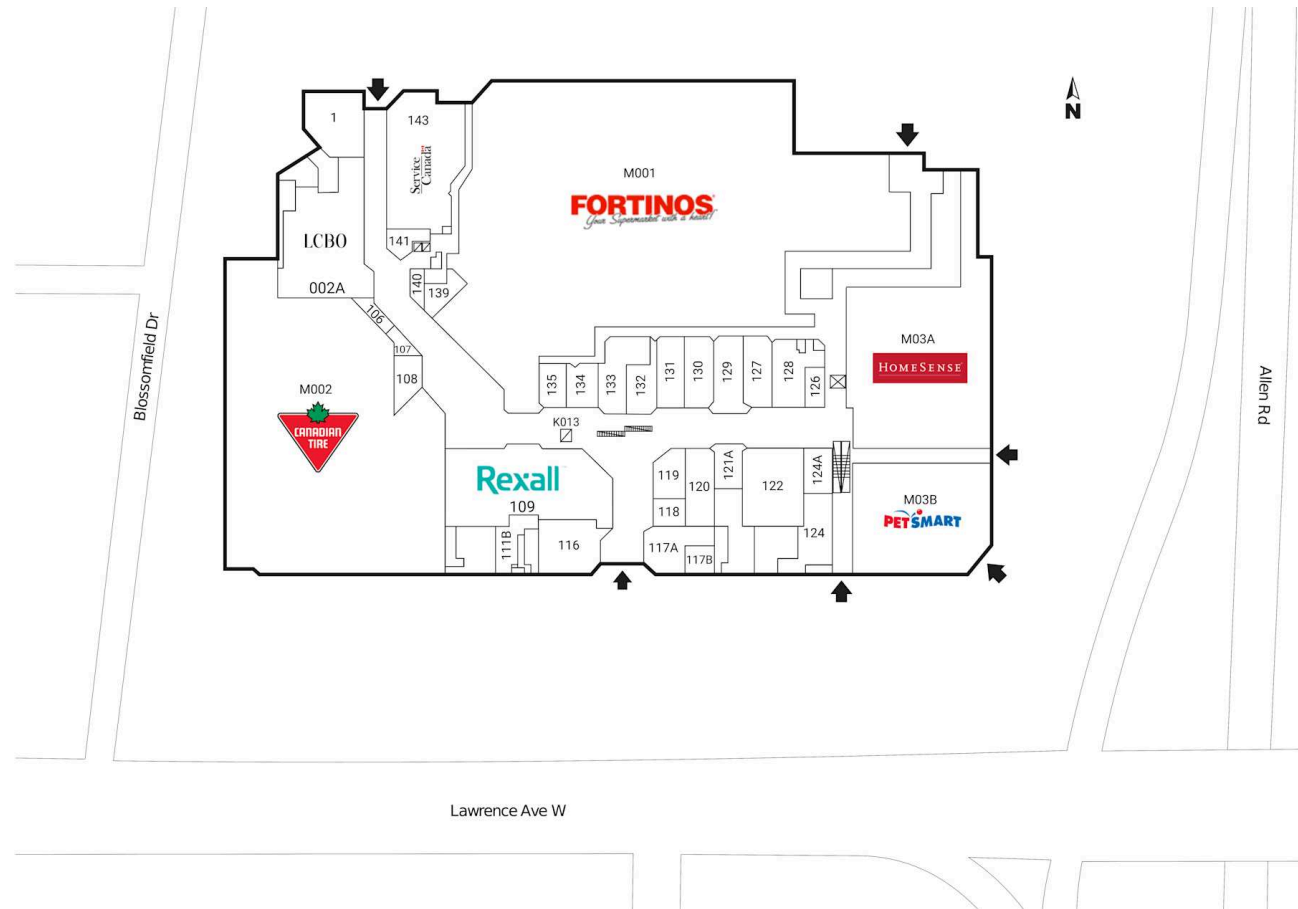 1
143
Service
Canada
N
M001
FORTINOS
Your Supermarket with a heart!
LCBO
141
002A
140
139
106
107
108
Blossomfield Dr
M03A
HOMESENSE
Allen Rd
M002
CANADIAN
TIRE
135
134
133
132
131
130
129
127
128
126
K013
Rexall
109
119
120
121A
122
124A
118
M03B
PETSMART
111B
116
117A
117B
124
Lawrence Ave W